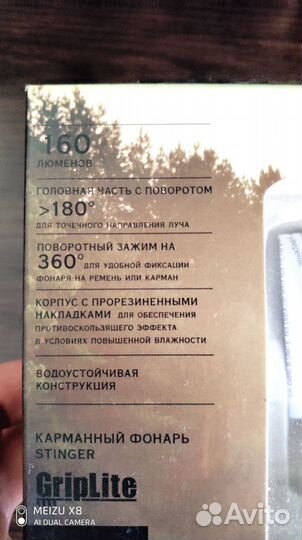 160
ЛЮМЕНОВ
ГОЛОВНАЯ ЧАСТЬ С ПОВОРОТОМ
>180°
ДЛЯ ТОЧЕЧНОГО НАПРАВЛЕНИЯ ЛУЧА
ПОВОРОТНЫЙ ЗАЖИМ НА
360° ДЛЯ УДОБНОЙ ФИКСАЦИИ
ФОНАРЯ НА РЕМЕНЬ ИЛИ КАРМАН
КОРПУС С ПРОРЕЗИНЕННЫМИ
НАКЛАДКАМИ ДЛЯ ОБЕСПЕЧЕНИЯ
ПРОТИВОСКОЛЬЗЯЩЕГО ЭФФЕКТА
В УСЛОВИЯХ ПОВЫШЕННОЙ ВЛАЖНОСТИ
ВОДОУСТОЙЧИВАЯ
КОНСТРУКЦИЯ
КАРМАННЫЙ ФОНАРЬ
STINGER
GripLite
MEIZU X8
AI DUAL CAMERA
Avito